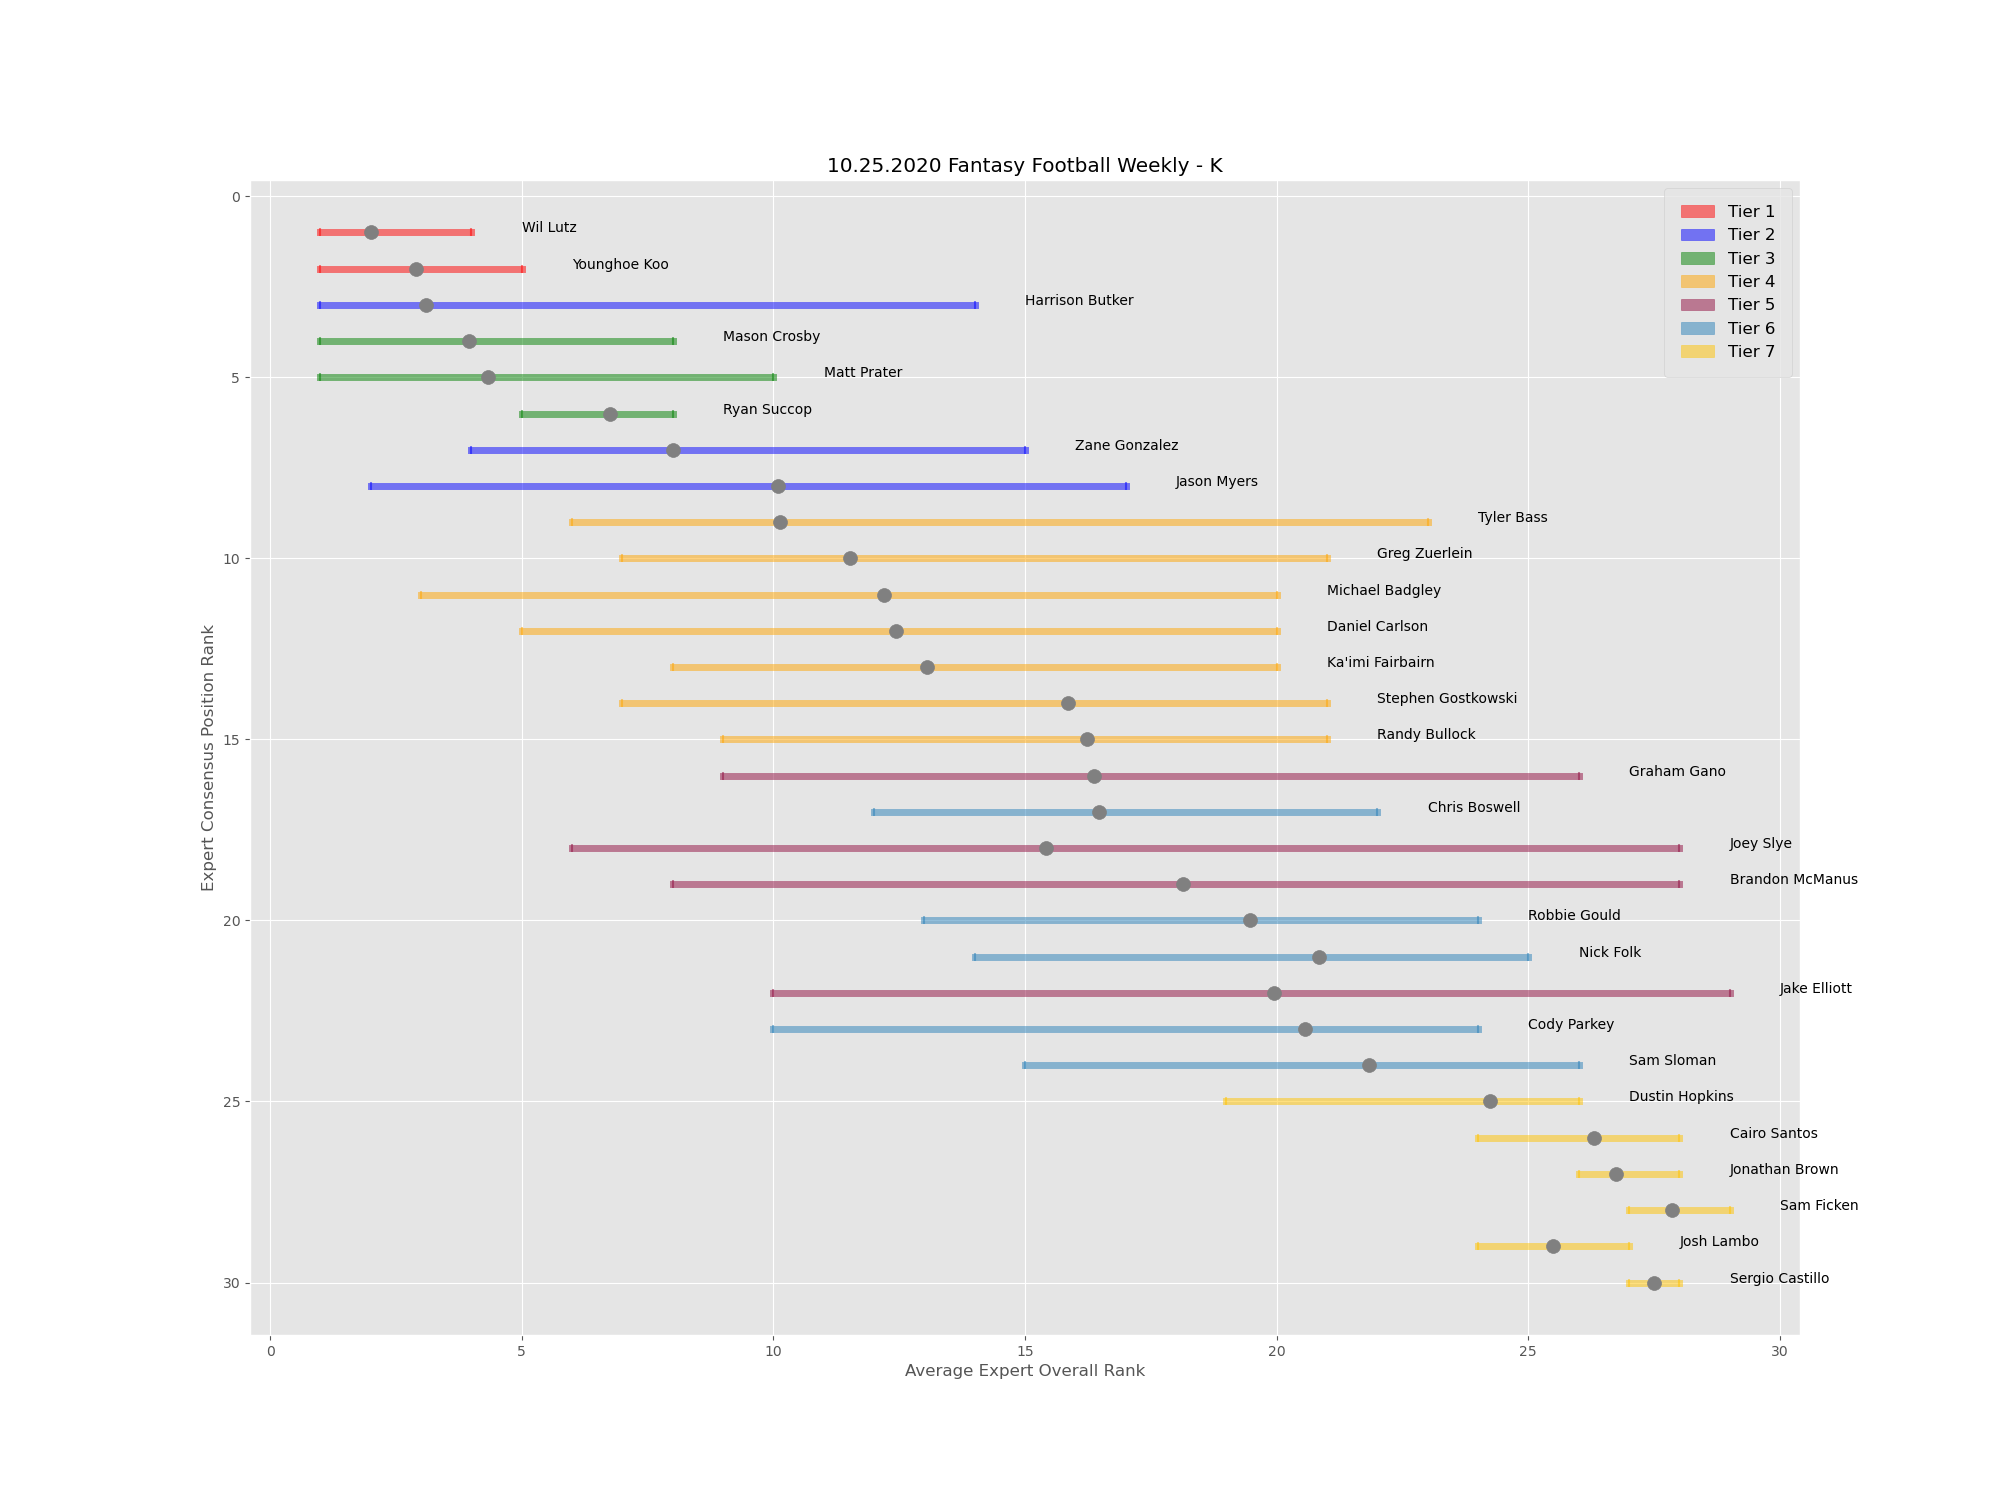 10.25.2020 Fantasy Football Weekly - K
Tier 1
Tier 2
Tier 3
Tier 4
Tier 5
Tier 6
Tier 7
Wil Lutz
Younghoe Koo
Harrison Butker
Mason Crosby
Matt Prater
Ryan Succop
Zane Gonzalez
Jason Myers
Tyler Bass
Greg Zuerlein
Michael Badgley
Daniel Carlson
Ka'imi Fairbairn
Stephen Gostkowski
Randy Bullock
Graham Gano
Chris Boswell
Joey Slye
Brandon McManus
Robbie Gould
Nick Folk
Jake Elliott
Cody Parkey
Sam Sloman
Dustin Hopkins
Cairo Santos
Jonathan Brown
Sam Ficken
Josh Lambo
Sergio Castillo
0
5
10
15
20
25
30
Expert Consensus Position Rank
0 5 10 15 20 25 30
Average Expert Overall Rank